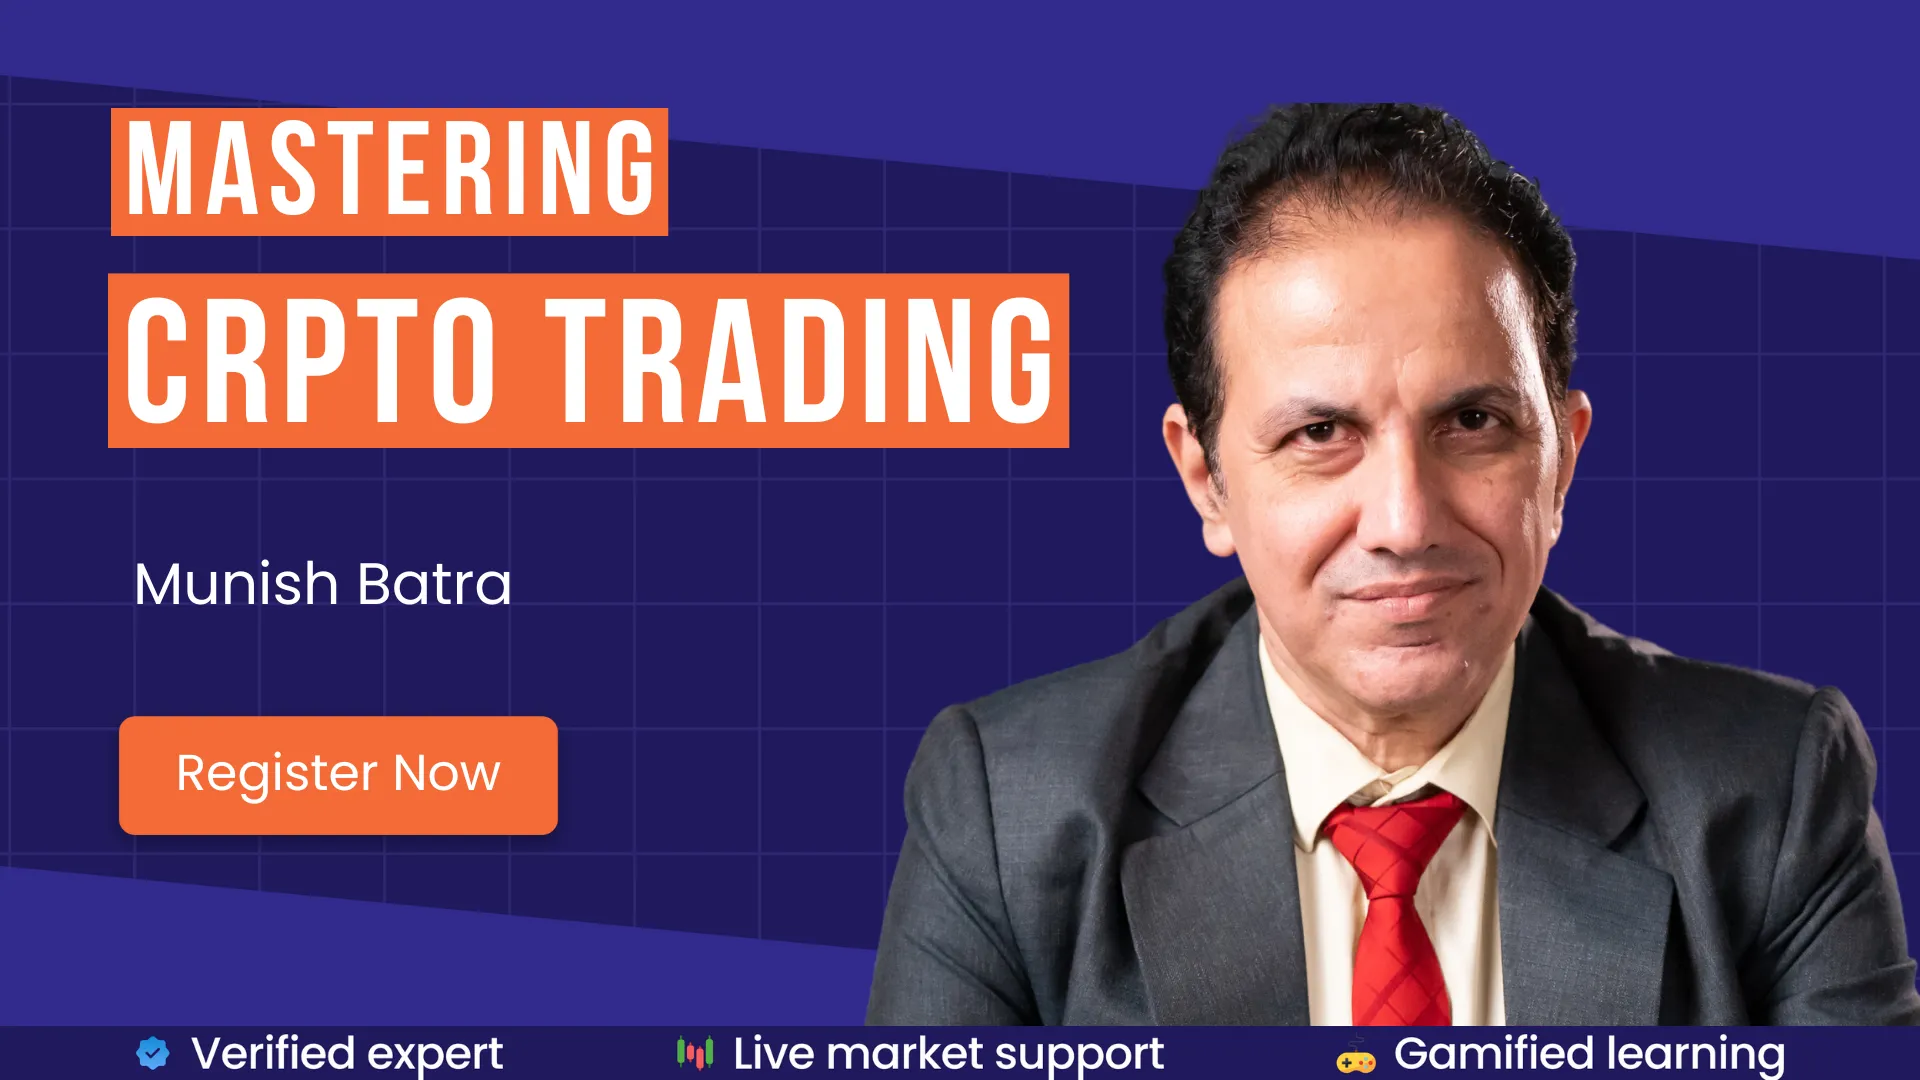 MASTERING
CRPTO TRADING
Munish Batra
Register Now
Verified expert
Live market support
Gamified learning